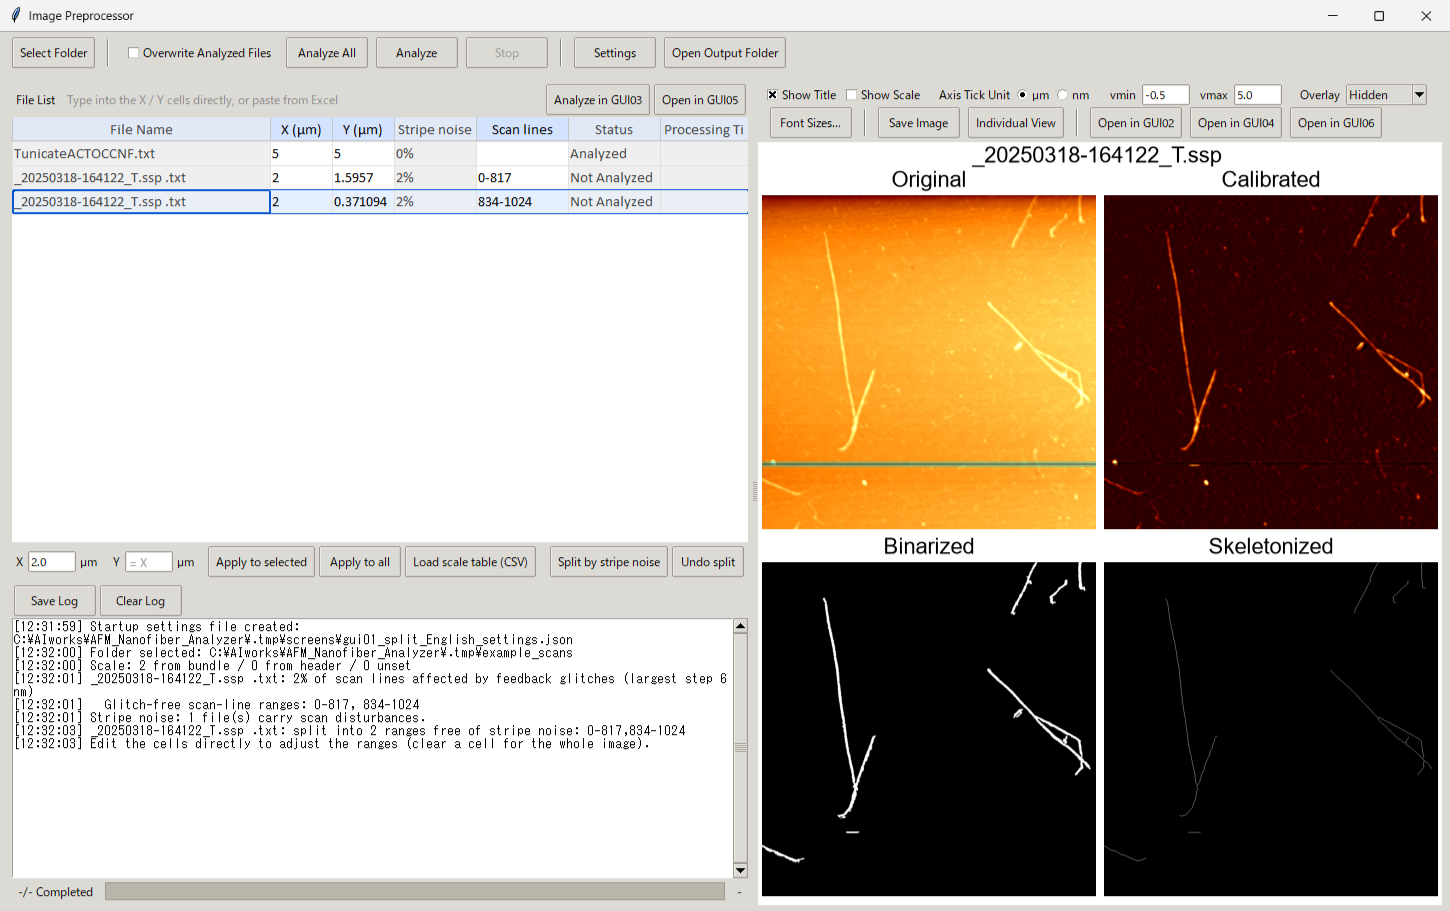 Image Preprocessor
Select Folder
Overwrite Analyzed Files
Analyze All
Analyze
Stop
Settings
Open Output Folder
File List
Type into the X / Y cells directly, or paste from Excel
Analyze in GUI03
Open in GUI05
File Name X (μm) Y (μm) Stripe noise Scan lines Status Processing Ti
TunicateACTOCCNF.txt 5 5 0% Analyzed
_20250318-164122_T.ssp .txt 2 1.5957 2% 0-817 Not Analyzed
_20250318-164122_T.ssp .txt 2 0.371094 2% 834-1024 Not Analyzed
X 2.0 μm Y = X μm
Apply to selected
Apply to all
Load scale table (CSV)
Split by stripe noise
Undo split
Save Log
Clear Log
[12:31:59] Startup settings file created:
C:¥AIworks¥AFM_Nanofiber_Analyzer¥.tmp¥screens¥gui01_split_English_settings.json
[12:32:00] Folder selected: C:¥AIworks¥AFM_Nanofiber_Analyzer¥.tmp¥example_scans
[12:32:00] Scale: 2 from bundle / 0 from header / 0 unset
[12:32:01] _20250318-164122_T.ssp .txt: 2% of scan lines affected by feedback glitches (largest step 6
nm)
[12:32:01]   Glitch-free scan-line ranges: 0-817, 834-1024
[12:32:01] Stripe noise: 1 file(s) carry scan disturbances.
[12:32:03] _20250318-164122_T.ssp .txt: split into 2 ranges free of stripe noise: 0-817,834-1024
[12:32:03] Edit the cells directly to adjust the ranges (clear a cell for the whole image).
-/- Completed
-
Show Title
Show Scale
Axis Tick Unit μm nm
vmin -0.5
vmax 5.0
Overlay Hidden
Font Sizes...
Save Image
Individual View
Open in GUI02
Open in GUI04
Open in GUI06
_20250318-164122_T.ssp
Original
Calibrated
Binarized
Skeletonized